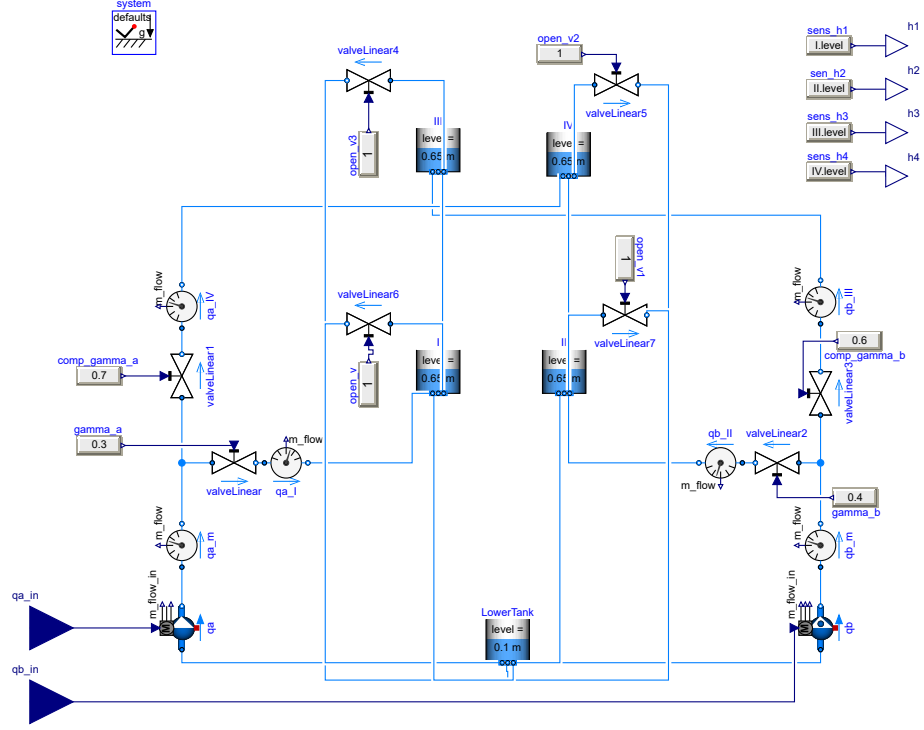 system
defaults
g
valveLinear4
open_v2
1
sens_h1
I.level
h1
sen_h2
II.level
h2
sens_h3
III.level
h3
sens_h4
IV.level
h4
valveLinear5
open_v3
1
III
level =
0.65 m
IV
level =
0.65 m
open_v1
1
m_flow
qa_IV
valveLinear6
valveLinear7
m_flow
qb_III
comp_gamma_a
0.7
valveLinear1
open_v
1
I
level =
0.65 m
II
level =
0.65 m
0.6
comp_gamma_b
valveLinear3
gamma_a
0.3
m_flow
valveLinear
qa_I
qb_II
m_flow
valveLinear2
0.4
gamma_b
m_flow
qa_m
m_flow
qb_m
qa_in
m_flow_in
M
qa
LowerTank
level =
0.1 m
m_flow_in
M
qb
qb_in